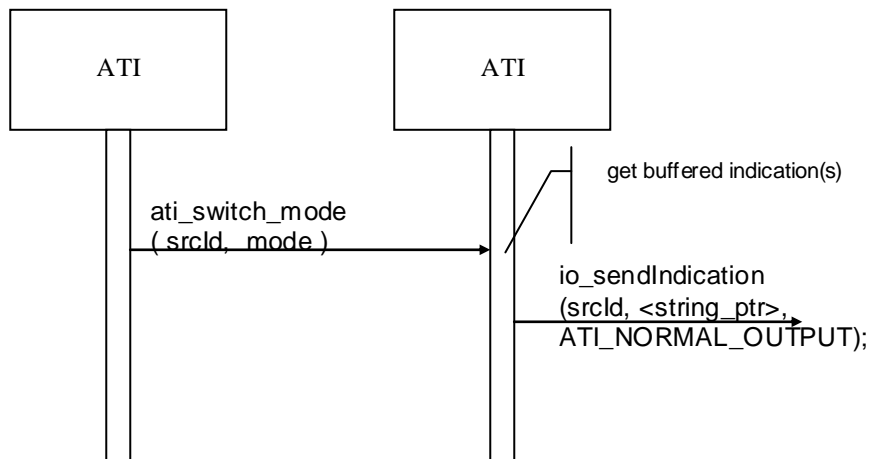 ATI
ATI
get buffered indication(s)
ati_switch_mode
( srcId, mode )
io_sendIndication
(srcId, <string_ptr>,
ATI_NORMAL_OUTPUT);